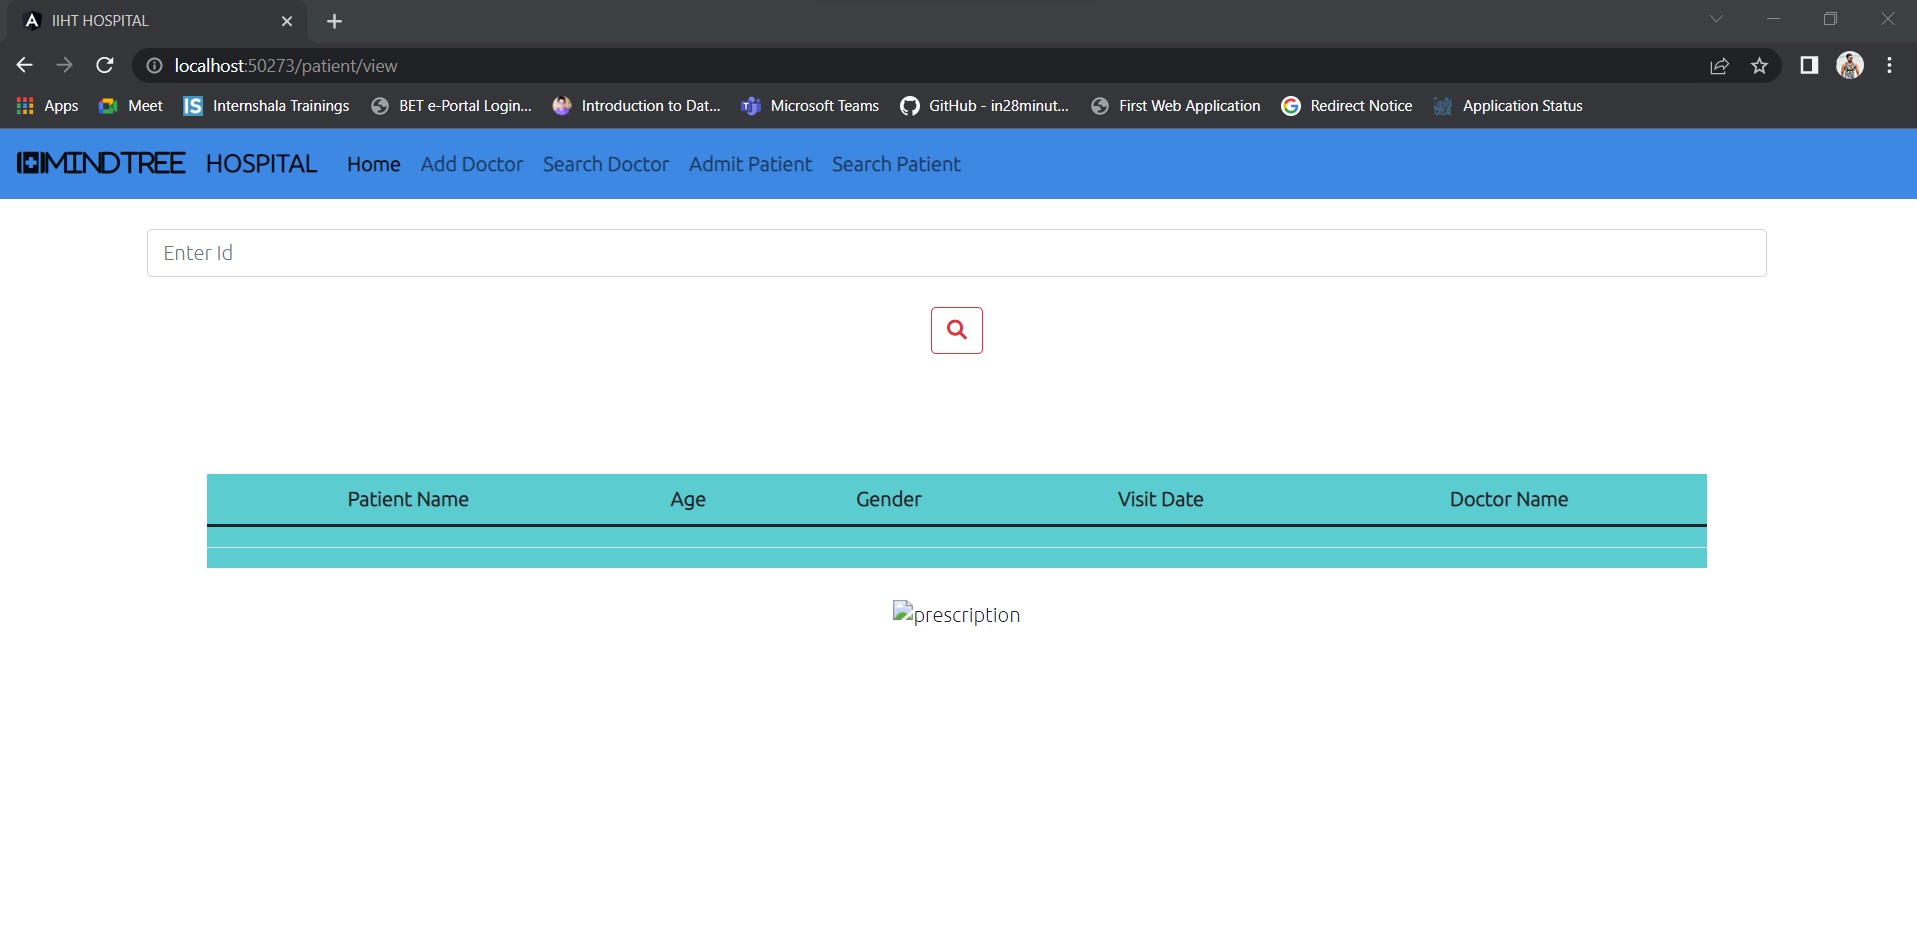 IIHT HOSPITAL
localhost:50273/patient/view
Apps Meet Internshala Trainings BET e-Portal Login... Introduction to Dat... Microsoft Teams GitHub - in28minut... First Web Application Redirect Notice Application Status
MINDTREE HOSPITAL Home Add Doctor Search Doctor Admit Patient Search Patient
Enter Id
Patient Name Age Gender Visit Date Doctor Name
prescription